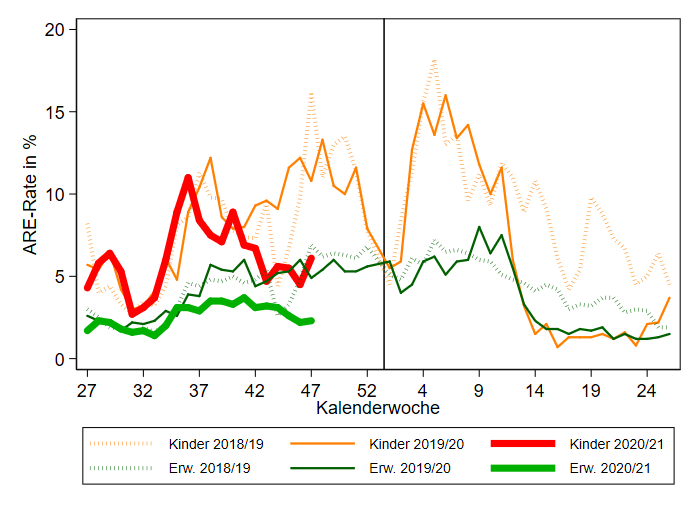 20
15
10
5
0
ARE-Rate in %
27 32 37 42 47 52 4 9 14 19 24
Kalenderwoche
Kinder 2018/19 Kinder 2019/20 Kinder 2020/21
Erw. 2018/19 Erw. 2019/20 Erw. 2020/21